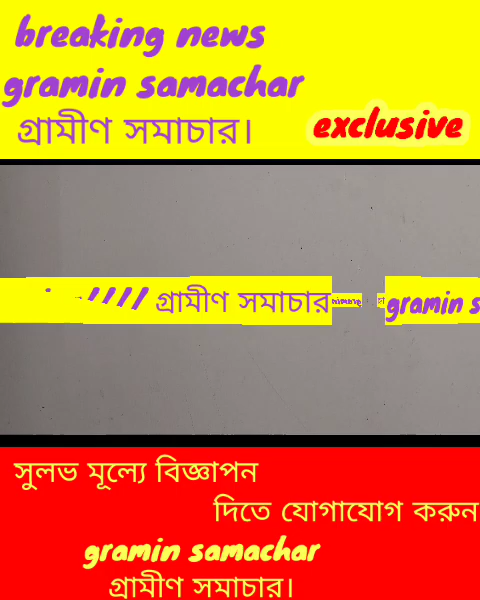 breaking news
gramin samachar
গ্রামীণ সমাচার।
exclusive
গ্রামীণ সমাচার
gramin s
সুলভ মূল্যে বিজ্ঞাপন
দিতে যোগাযোগ করুন
gramin samachar
গ্রামীণ সমাচার।